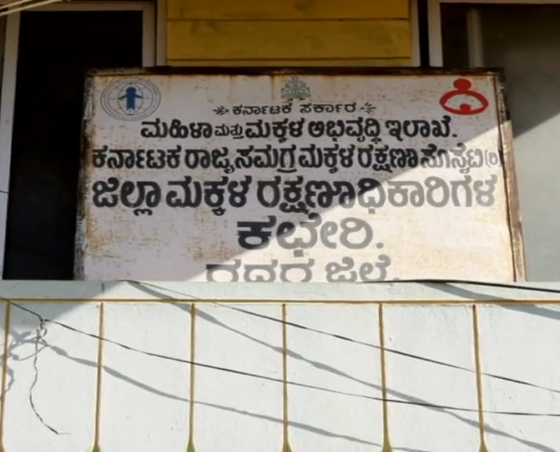 ಕರ್ನಾಟಕ ಸರ್ಕಾರ
ಮಹಿಳಾ ಮತ್ತು ಮಕ್ಕಳ ಅಭಿವೃದ್ಧಿ ಇಲಾಖೆ.
ಕರ್ನಾಟಕ ರಾಜ್ಯ ಸಮಗ್ರ ಮಕ್ಕಳ ರಕ್ಷಣಾ ಸೊಸೈಟಿ(ರಿ)
ಜಿಲ್ಲಾ ಮಕ್ಕಳ ರಕ್ಷಣಾಧಿಕಾರಿಗಳ
ಕಛೇರಿ.
ಜಿಲ್ಲೆ.